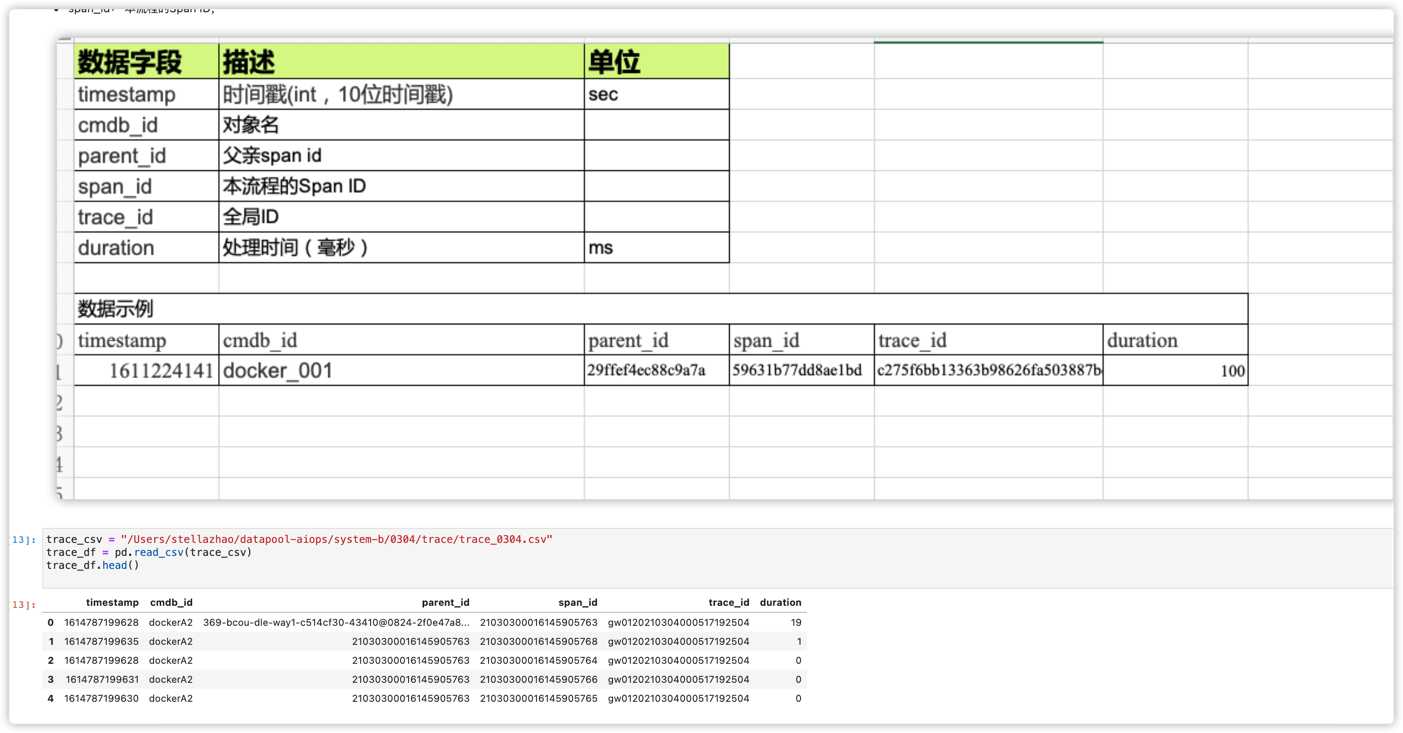 span_id: 本流程的Span ID;
数据字段 描述 单位
timestamp 时间戳(int，10位时间戳) sec
cmdb_id 对象名
parent_id 父亲span id
span_id 本流程的Span ID
trace_id 全局ID
duration 处理时间（毫秒） ms
数据示例
timestamp cmdb_id parent_id span_id trace_id duration
1611224141 docker_001 29ffef4ec88c9a7a 59631b77dd8ae1bd c275f6bb13363b98626fa503887b 100
13]: trace_csv = "/Users/stellazhao/datapool-aiops/system-b/0304/trace/trace_0304.csv"
trace_df = pd.read_csv(trace_csv)
trace_df.head()
13]: timestamp cmdb_id parent_id span_id trace_id duration
0 1614787199628 dockerA2 369-bcou-dle-way1-c514cf30-43410@0824-2f0e47a8... 21030300016145905763 gw0120210304000517192504 19
1 1614787199635 dockerA2 21030300016145905763 21030300016145905768 gw0120210304000517192504 1
2 1614787199628 dockerA2 21030300016145905763 21030300016145905764 gw0120210304000517192504 0
3 1614787199631 dockerA2 21030300016145905763 21030300016145905766 gw0120210304000517192504 0
4 1614787199630 dockerA2 21030300016145905763 21030300016145905765 gw0120210304000517192504 0